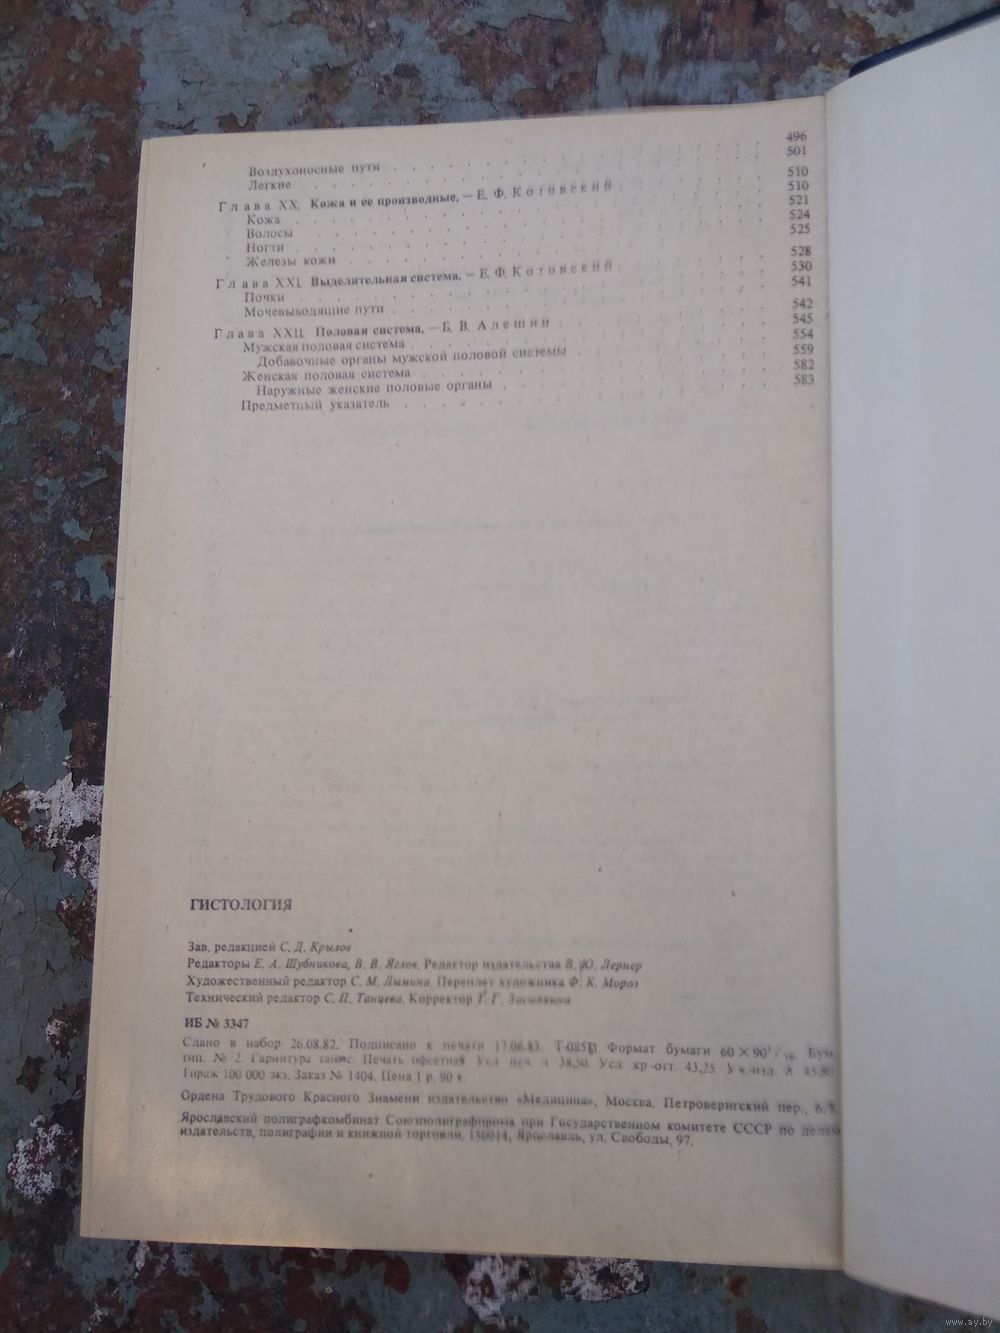 Воздухоносные пути 496
Легкие 501
Глава XX. Кожа и ее производные. — Е. Ф. Котовский 510
Кожа 510
Волосы 521
Ногти 524
Железы кожи 525
Глава XXI. Выделительная система. — Е. Ф. Котовский 528
Почки 530
Мочевыводящие пути 541
Глава XXII. Половая система. — Б. В. Алешин 542
Мужская половая система 545
Добавочные органы мужской половой системы 554
Женская половая система 559
Наружные женские половые органы 582
Предметный указатель 583
ГИСТОЛОГИЯ
Зав. редакцией С. Д. Крылов
Редакторы Е. А. Шубникова, В. В. Яглов. Редактор издательства В. Ю. Лернер
Художественный редактор С. М. Лымина. Переплет художника Ф. К. Мороз
Технический редактор С. П. Танцева. Корректор Т. Г.
ИБ № 3347
Сдано в набор 26.08.82. Подписано к печати 17.06.83. Формат бумаги 60×90¹/₁₆. Бум.
тип. № 2. Гарнитура таймс. Печать офсетная. Усл. печ. л. 38,50. Усл. кр-отт. 43,25. Уч.-изд. л. 45,80
Тираж 100 000 экз. Заказ № 1404. Цена 1 р. 90 к.
Ордена Трудового Красного Знамени издательство «Медицина», Москва, Петроверигский пер., 6/8.
Ярославский полиграфкомбинат Союзполиграфпрома при Государственном комитете СССР по делам
издательств, полиграфии и книжной торговли. 150014, Ярославль, ул. Свободы, 97.
www.ay.by